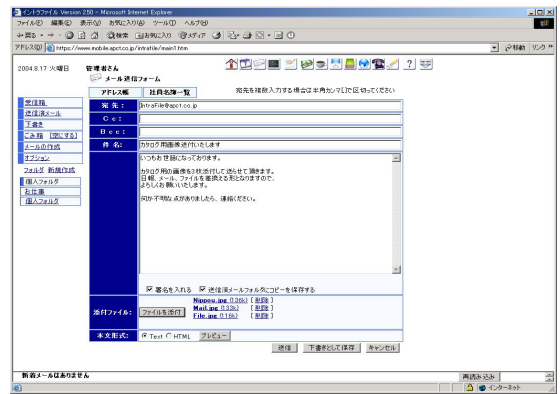 イントラファイル Version 2.50 - Microsoft Internet Explorer
ファイル(F) 編集(E) 表示(V) お気に入り(A) ツール(T) ヘルプ(H)
戻る 検索 お気に入り メディア
アドレス(D) https://www.mobile.apct.co.jp/intrafile/main1.htm 移動 リンク
2004.8.17 火曜日 管理者さん
メール送信フォーム
アドレス帳 社員名簿一覧 宛先を複数入力する場合は半角カンマ[,]で区切ってください
受信箱
送信済メール
下書き
ごみ箱 [空にする]
メールの作成
オプション
フォルダ 新規作成
個人フォルダ
お仕事
個人フォルダ
宛 先: IntraFile@apct.co.jp
C c :
B c c :
件 名: カタログ用画像送付いたします
いつもお世話になっております。
カタログ用の画像を3枚添付して送らせて頂きます。
日報、メール、ファイルを差換える形となりますので、
よろしくお願いいたします。
何か不明な点がありましたら、連絡ください。
署名を入れる 送信済メールフォルダにコピーを保存する
添付ファイル: ファイルを添付
Nippou.jpg (136k) [ 削除 ]
Mail.jpg (133k) [ 削除 ]
File.jpg (116k) [ 削除 ]
本文形式: Text HTML プレビュー
送信 下書きとして保存 キャンセル
新着メールはありません 再読み込み
インターネット